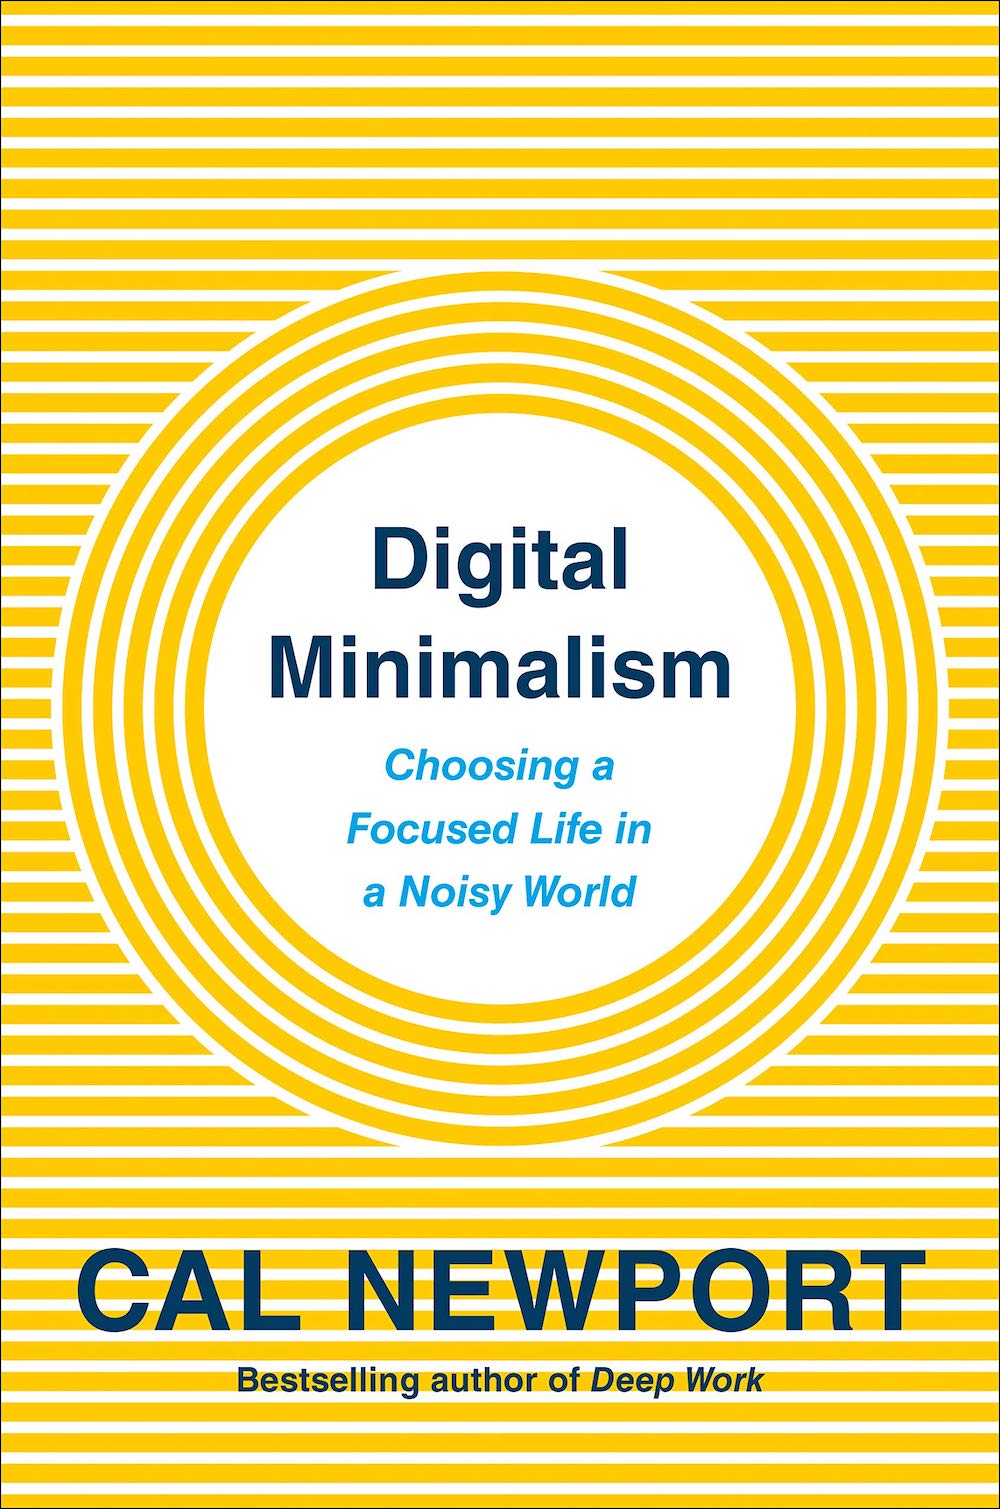 Digital
Minimalism
Choosing a
Focused Life in
a Noisy World
CAL NEWPORT
Bestselling author of Deep Work